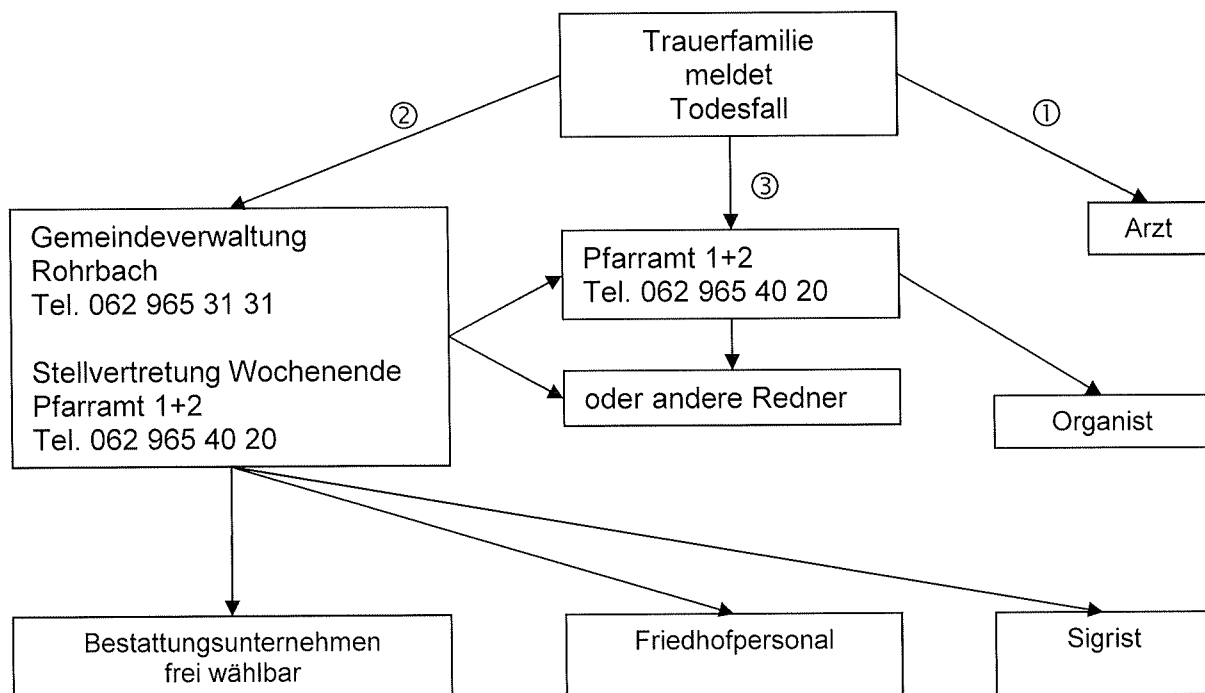 Trauerfamilie
meldet
Todesfall
②
①
③
Gemeindeverwaltung
Rohrbach
Tel. 062 965 31 31
Stellvertretung Wochenende
Pfarramt 1+2
Tel. 062 965 40 20
Pfarramt 1+2
Tel. 062 965 40 20
oder andere Redner
Arzt
Organist
Bestattungsunternehmen
frei wählbar
Friedhofpersonal
Sigrist